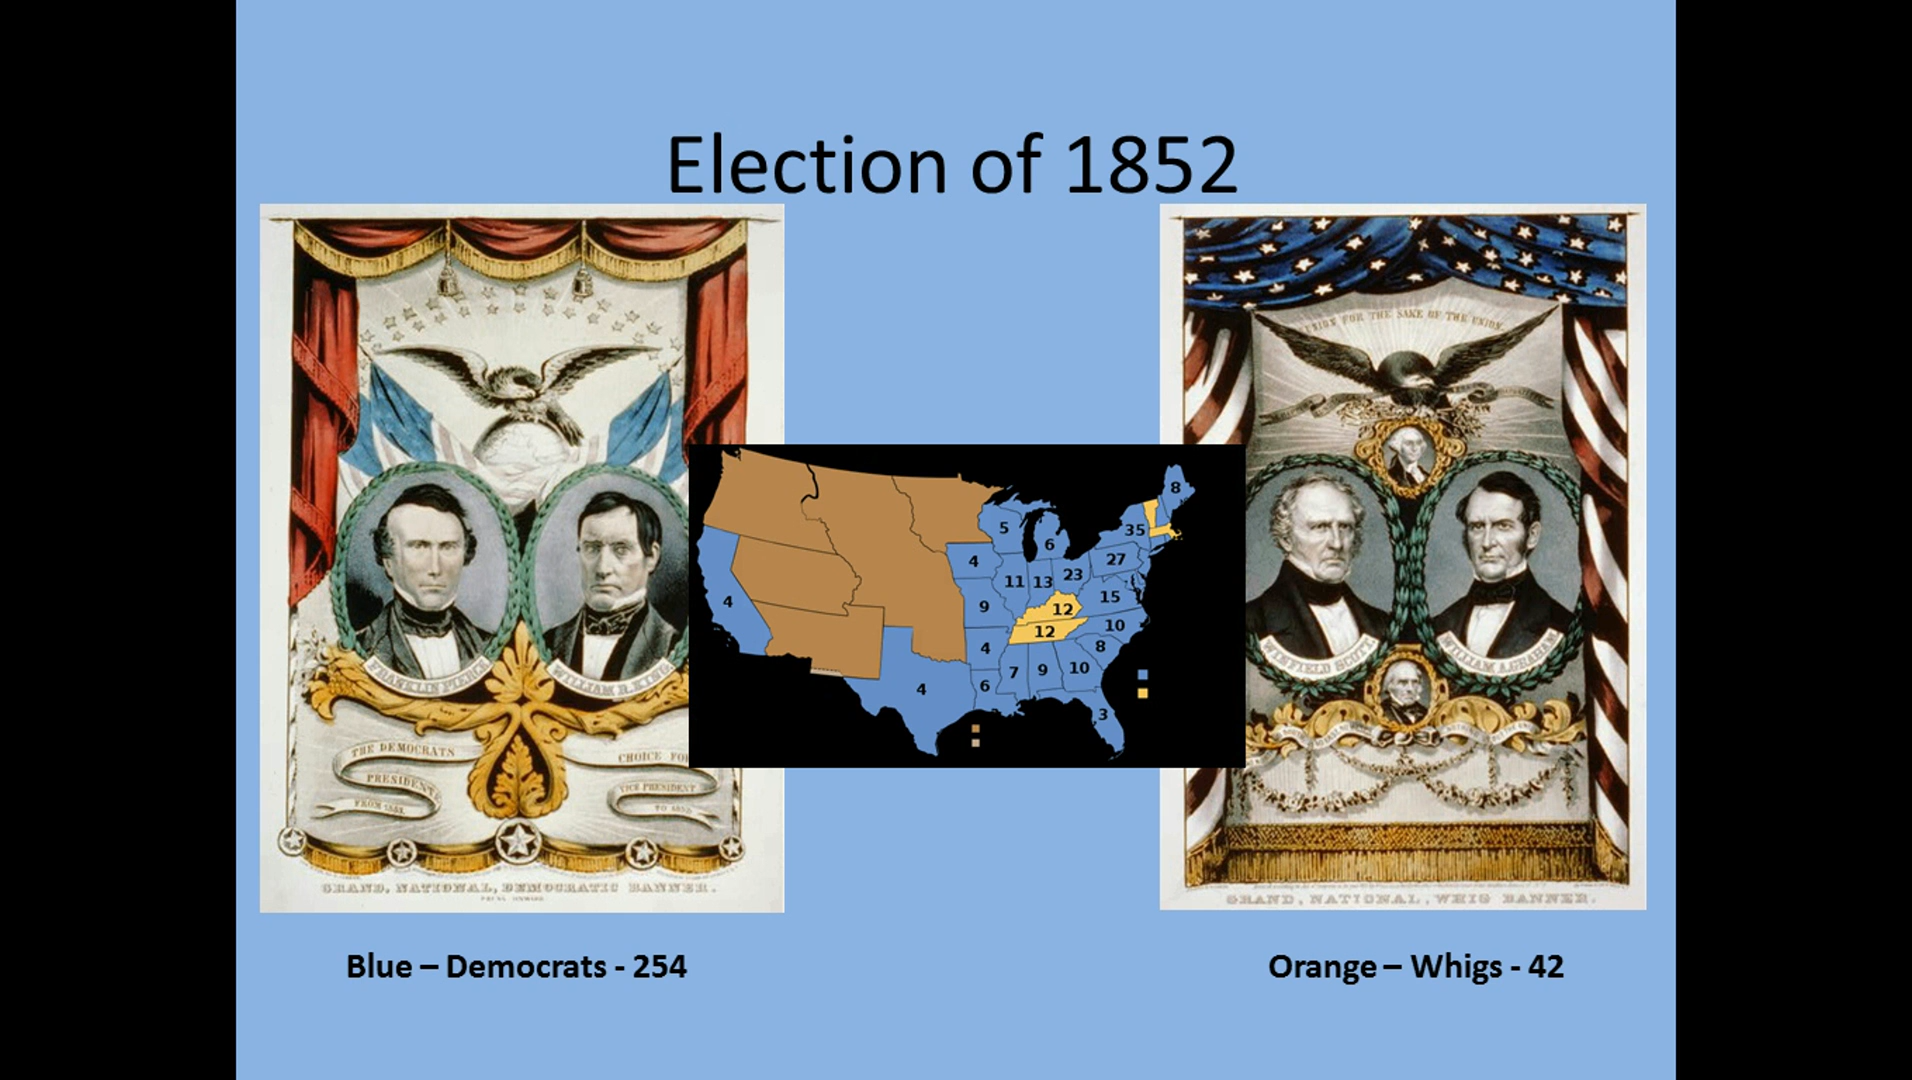 Election of 1852
UNION FOR THE SAKE OF THE UNION
FRANKLIN PIERCE
WILLIAM R. KING
THE DEMOCRATS
CHOICE FOR
PRESIDENT
VICE PRESIDENT
GRAND, NATIONAL, DEMOCRATIC BANNER.
WINFIELD SCOTT
WILLIAM A. GRAHAM
GRAND, NATIONAL, WHIG BANNER.
8
35
5
6
27
4
11
13
23
15
4
9
12
12
10
4
8
7
9
10
4
6
3
Blue – Democrats - 254
Orange – Whigs - 42